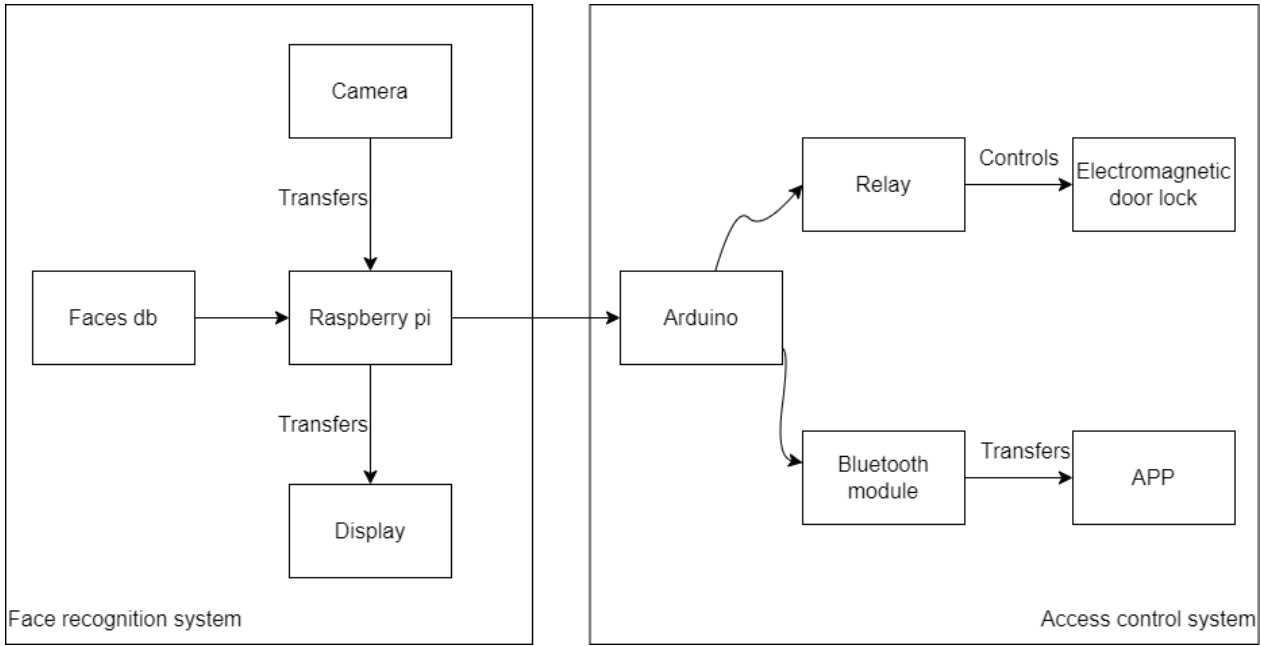 Camera
Transfers
Faces db
Raspberry pi
Transfers
Display
Face recognition system
Relay
Controls
Electromagnetic
door lock
Arduino
Bluetooth
module
Transfers
APP
Access control system